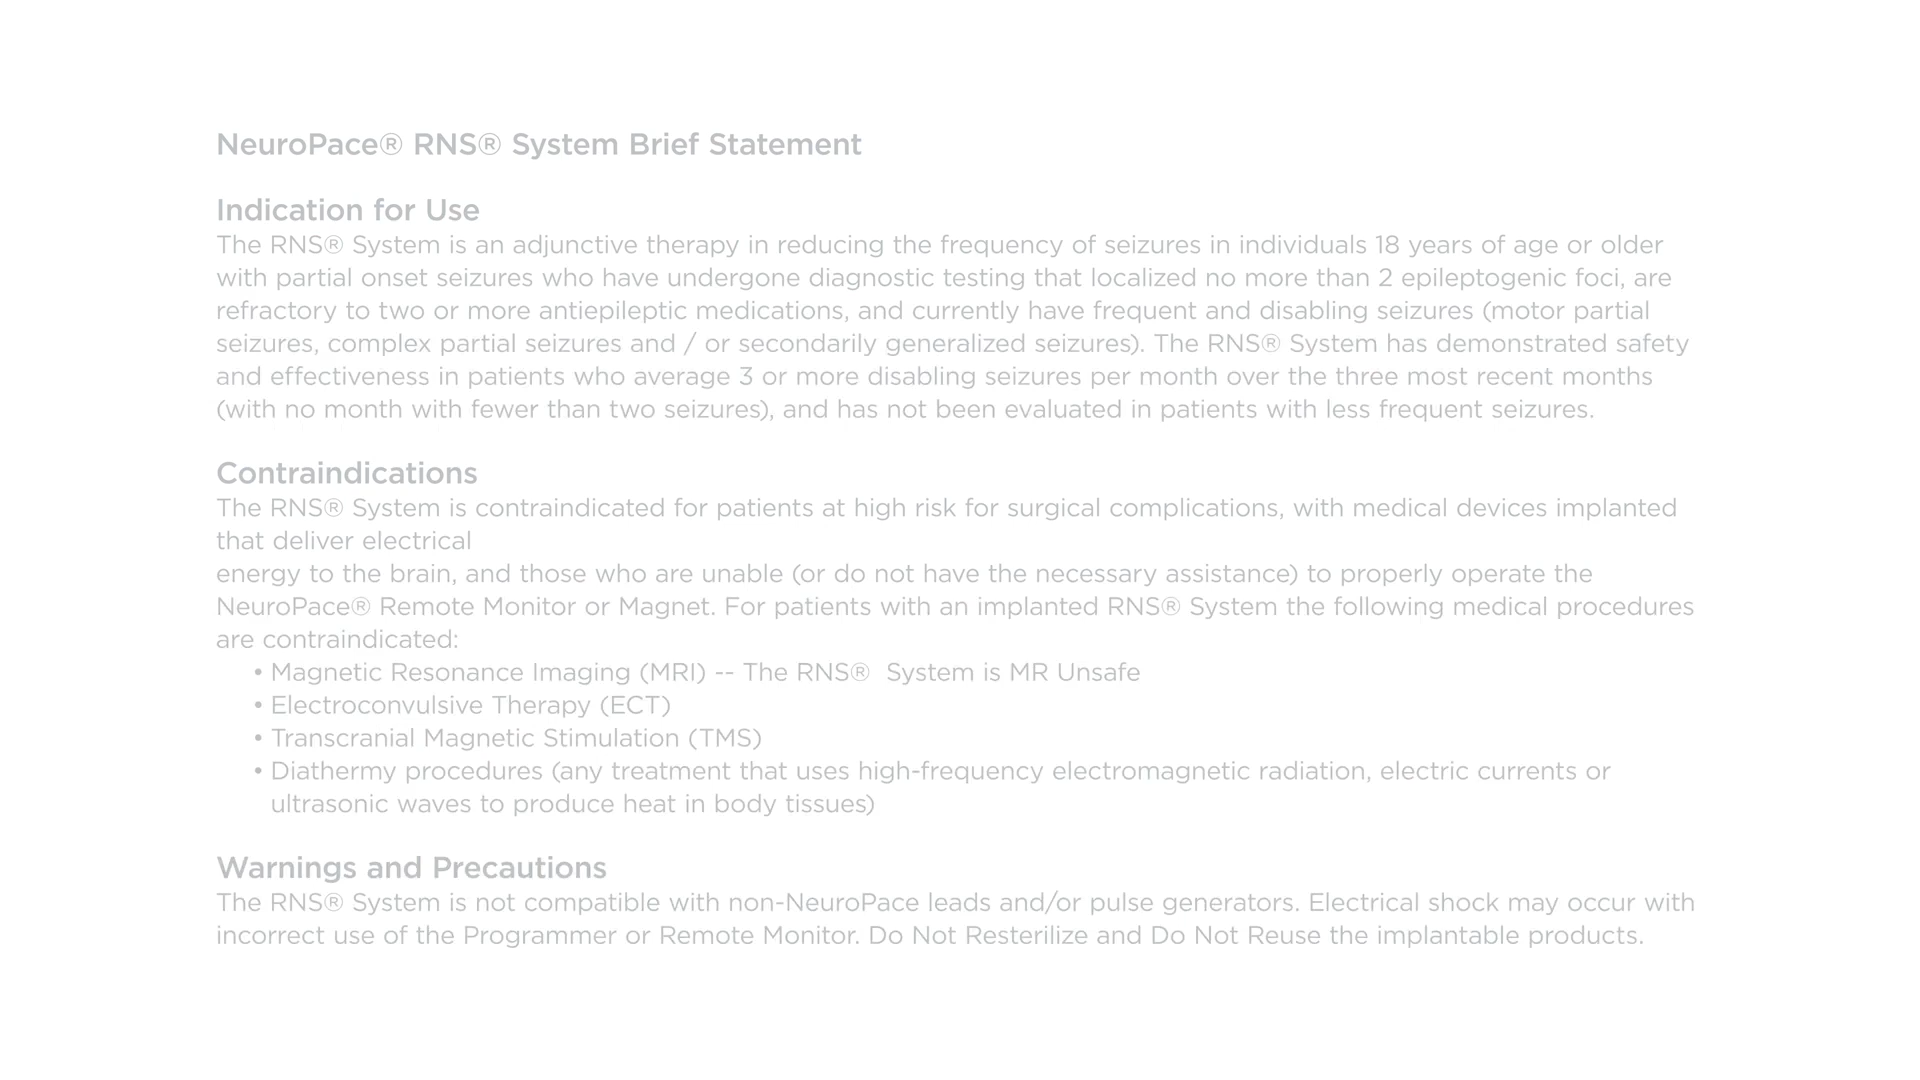 NeuroPace® RNS® System Brief Statement
Indication for Use
The RNS® System is an adjunctive therapy in reducing the frequency of seizures in individuals 18 years of age or older
with partial onset seizures who have undergone diagnostic testing that localized no more than 2 epileptogenic foci, are
refractory to two or more antiepileptic medications, and currently have frequent and disabling seizures (motor partial
seizures, complex partial seizures and / or secondarily generalized seizures). The RNS® System has demonstrated safety
and effectiveness in patients who average 3 or more disabling seizures per month over the three most recent months
(with no month with fewer than two seizures), and has not been evaluated in patients with less frequent seizures.
Contraindications
The RNS® System is contraindicated for patients at high risk for surgical complications, with medical devices implanted
that deliver electrical
energy to the brain, and those who are unable (or do not have the necessary assistance) to properly operate the
NeuroPace® Remote Monitor or Magnet. For patients with an implanted RNS® System the following medical procedures
are contraindicated:
• Magnetic Resonance Imaging (MRI) -- The RNS®  System is MR Unsafe
• Electroconvulsive Therapy (ECT)
• Transcranial Magnetic Stimulation (TMS)
• Diathermy procedures (any treatment that uses high-frequency electromagnetic radiation, electric currents or
ultrasonic waves to produce heat in body tissues)
Warnings and Precautions
The RNS® System is not compatible with non-NeuroPace leads and/or pulse generators. Electrical shock may occur with
incorrect use of the Programmer or Remote Monitor. Do Not Resterilize and Do Not Reuse the implantable products.